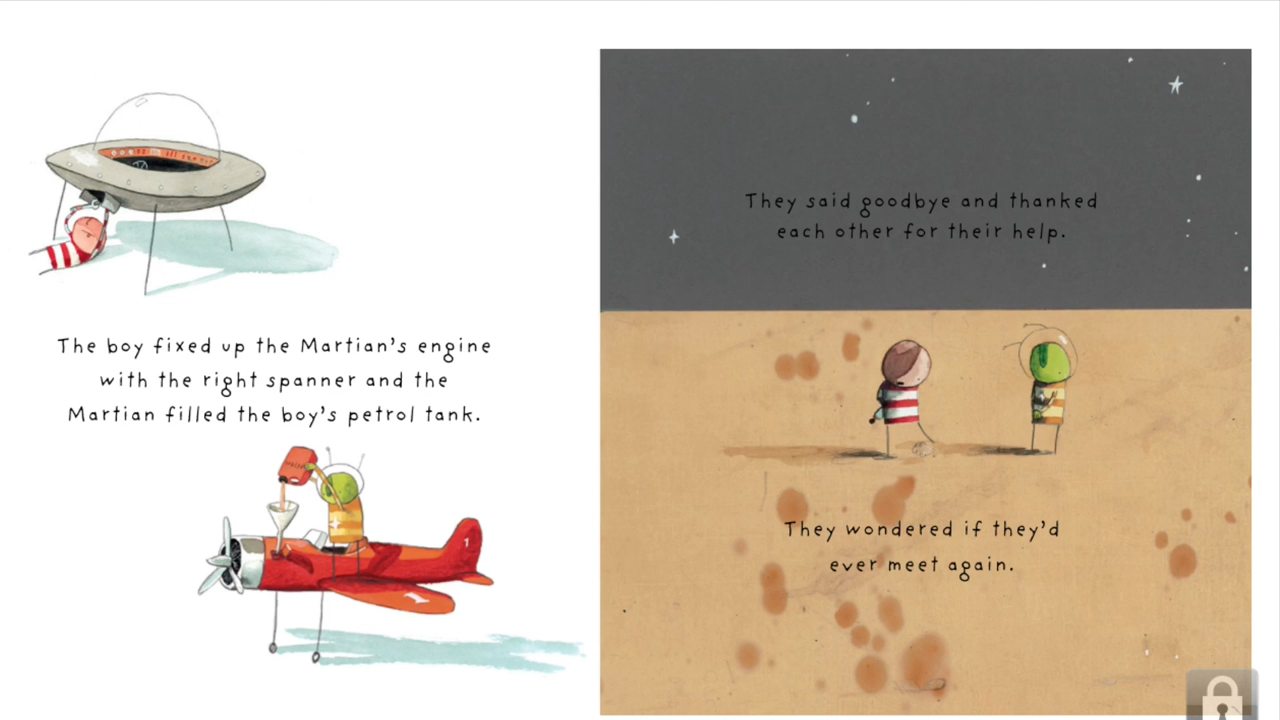 The boy fixed up the Martian's engine
with the right spanner and the
Martian filled the boy's petrol tank.
1
They said goodbye and thanked
each other for their help.
They wondered if they'd
ever meet again.